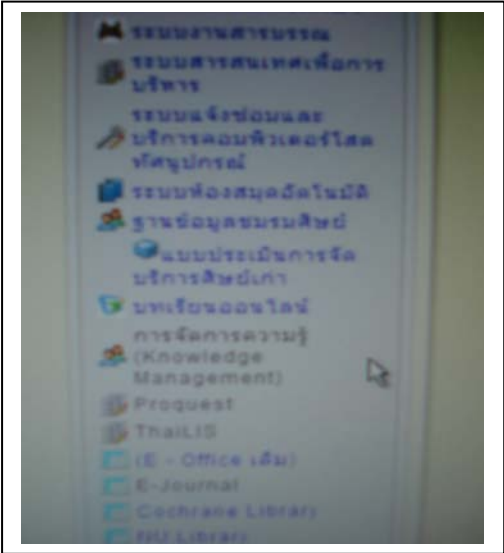 ระบบงานสารบรรณ
ระบบสารสนเทศเพื่อการ
บริหาร
ระบบแจ้งซ่อมและ
บริการคอมพิวเตอร์โสต
ทัศนูปกรณ์
ระบบห้องสมุดอัตโนมัติ
ฐานข้อมูลชมรมศิษย์
แบบประเมินการจัด
บริการศิษย์เก่า
บทเรียนออนไลน์
การจัดการความรู้
(Knowledge
Management)
Proquest
ThaiLIS
(E - Office เดิม)
E-Journal
Cochrane Library
NU Library